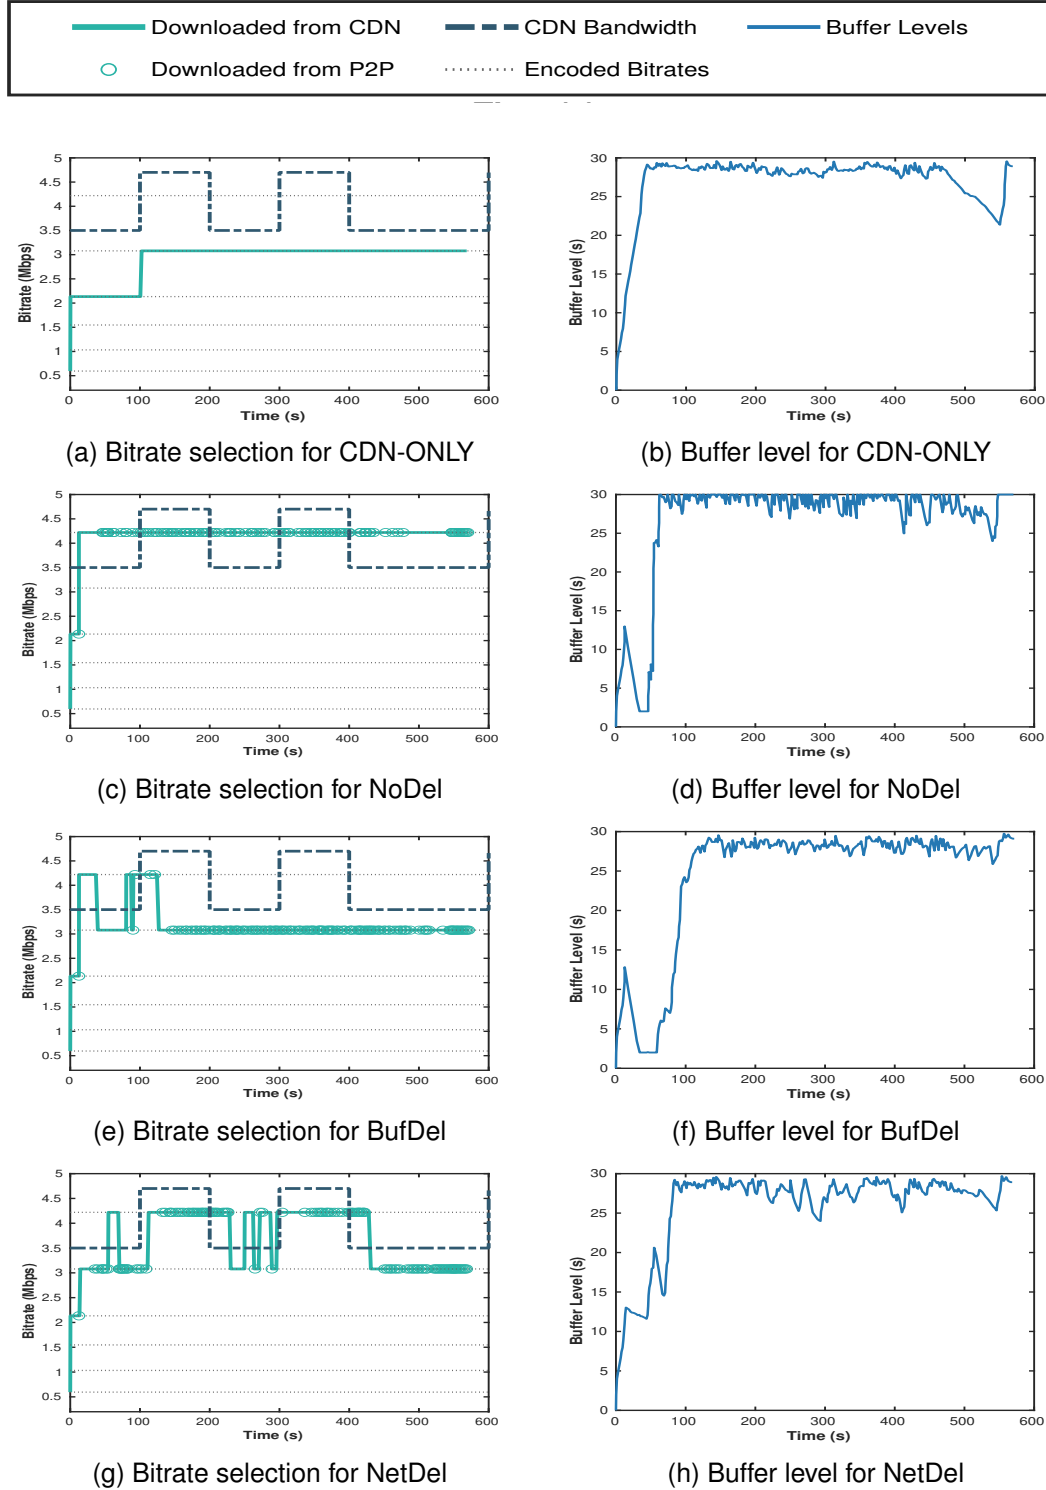 Downloaded from CDN
CDN Bandwidth
Buffer Levels
Downloaded from P2P
Encoded Bitrates
5
4.5
4
3.5
3
2.5
2
1.5
1
0.5
Bitrate (Mbps)
0 100 200 300 400 500 600
Time (s)
(a) Bitrate selection for CDN-ONLY
30
25
20
15
10
5
0
Buffer Level (s)
0 100 200 300 400 500 600
Time (s)
(b) Buffer level for CDN-ONLY
5
4.5
4
3.5
3
2.5
2
1.5
1
0.5
Bitrate (Mbps)
0 100 200 300 400 500 600
Time (s)
(c) Bitrate selection for NoDel
30
25
20
15
10
5
0
Buffer Level (s)
0 100 200 300 400 500 600
Time (s)
(d) Buffer level for NoDel
5
4.5
4
3.5
3
2.5
2
1.5
1
0.5
Bitrate (Mbps)
0 100 200 300 400 500 600
Time (s)
(e) Bitrate selection for BufDel
30
25
20
15
10
5
0
Buffer Level (s)
0 100 200 300 400 500 600
Time (s)
(f) Buffer level for BufDel
5
4.5
4
3.5
3
2.5
2
1.5
1
0.5
Bitrate (Mbps)
0 100 200 300 400 500 600
Time (s)
(g) Bitrate selection for NetDel
30
25
20
15
10
5
0
Buffer Level (s)
0 100 200 300 400 500 600
Time (s)
(h) Buffer level for NetDel